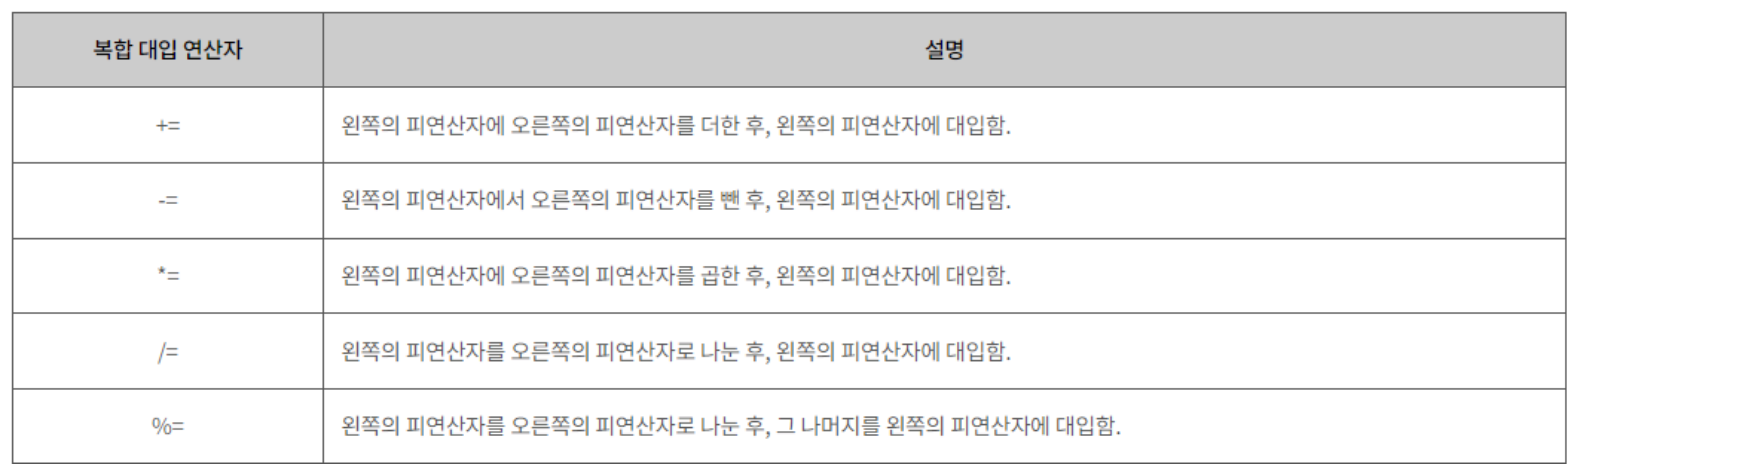 복합 대입 연산자 설명
+= 왼쪽의 피연산자에 오른쪽의 피연산자를 더한 후, 왼쪽의 피연산자에 대입함.
-= 왼쪽의 피연산자에서 오른쪽의 피연산자를 뺀 후, 왼쪽의 피연산자에 대입함.
*= 왼쪽의 피연산자에 오른쪽의 피연산자를 곱한 후, 왼쪽의 피연산자에 대입함.
/= 왼쪽의 피연산자를 오른쪽의 피연산자로 나눈 후, 왼쪽의 피연산자에 대입함.
%= 왼쪽의 피연산자를 오른쪽의 피연산자로 나눈 후, 그 나머지를 왼쪽의 피연산자에 대입함.